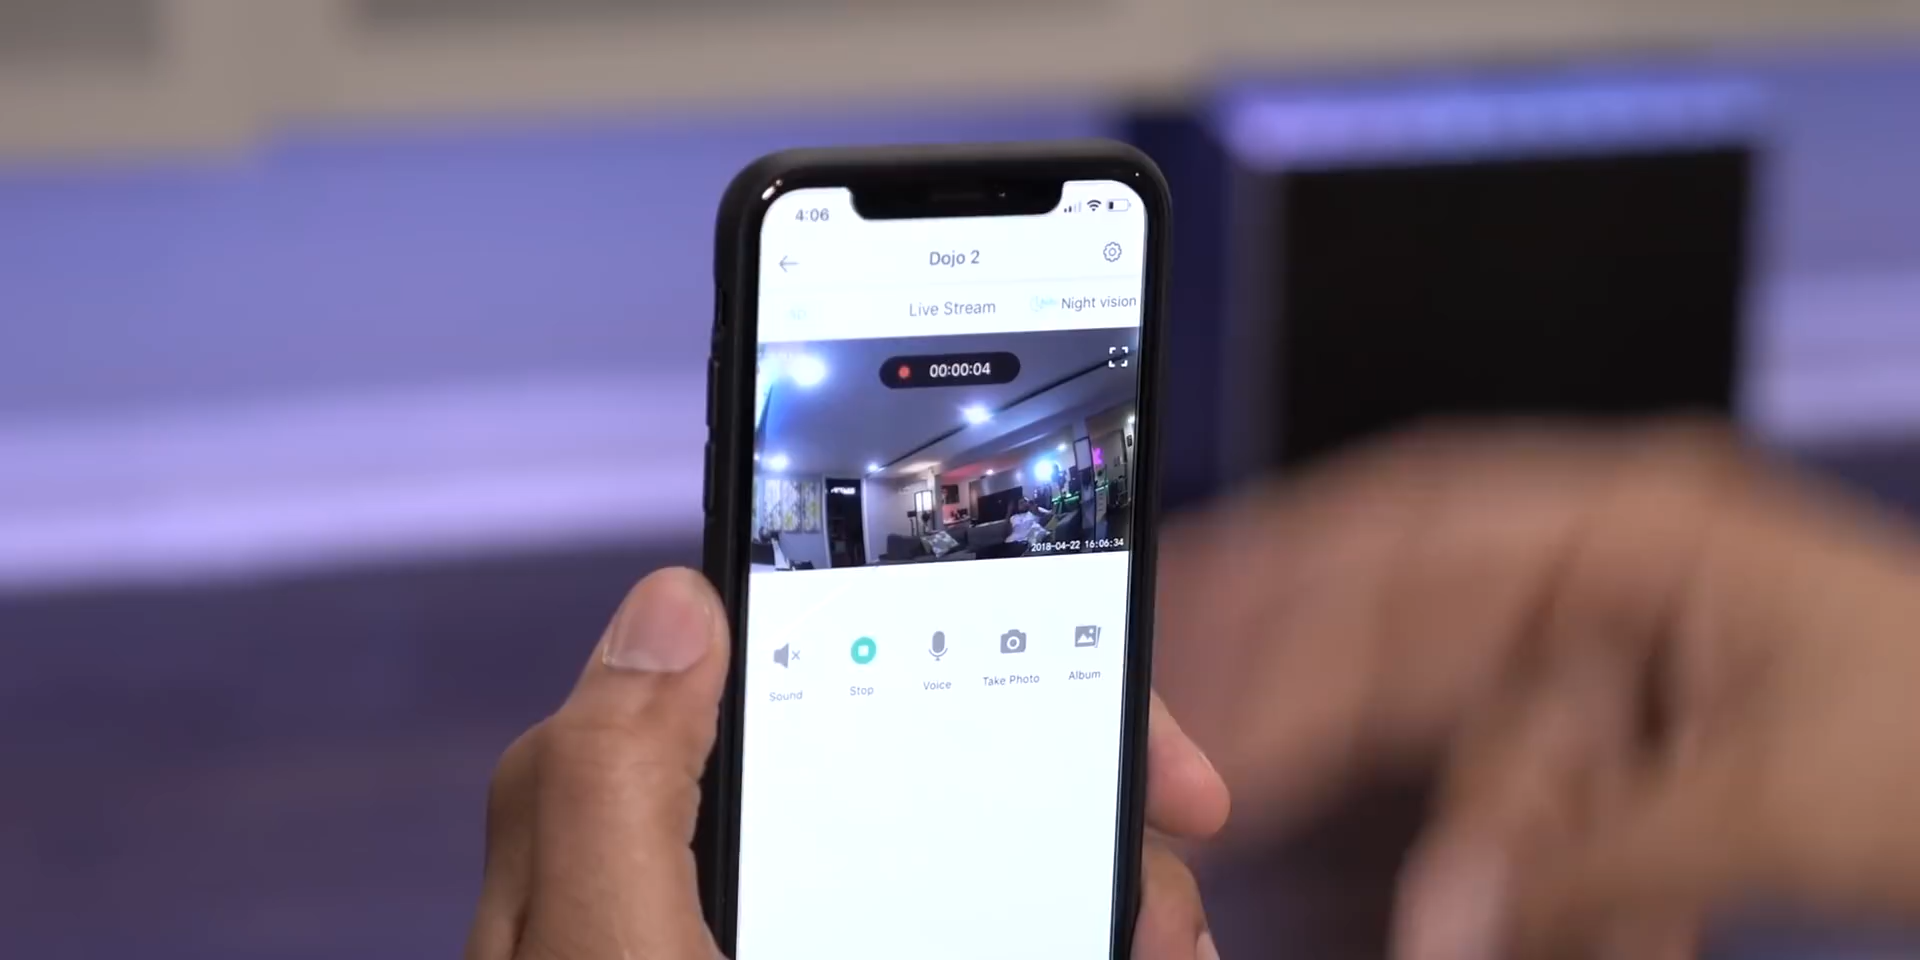 4:06
Dojo 2
Live Stream
Night vision
00:00:04
2018-04-22 16:06:34
Sound
Stop
Voice
Take Photo
Album